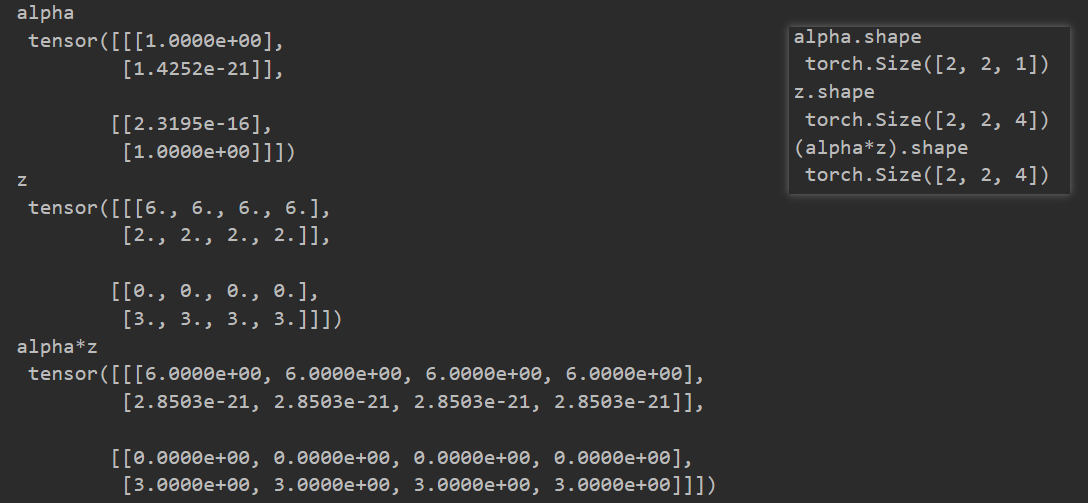 alpha
tensor([[[1.0000e+00],
[1.4252e-21]],
[[2.3195e-16],
[1.0000e+00]]])
z
tensor([[[6., 6., 6., 6.],
[2., 2., 2., 2.]],
[[0., 0., 0., 0.],
[3., 3., 3., 3.]]])
alpha*z
tensor([[[6.0000e+00, 6.0000e+00, 6.0000e+00, 6.0000e+00],
[2.8503e-21, 2.8503e-21, 2.8503e-21, 2.8503e-21]],
[[0.0000e+00, 0.0000e+00, 0.0000e+00, 0.0000e+00],
[3.0000e+00, 3.0000e+00, 3.0000e+00, 3.0000e+00]]])
alpha.shape
torch.Size([2, 2, 1])
z.shape
torch.Size([2, 2, 4])
(alpha*z).shape
torch.Size([2, 2, 4])